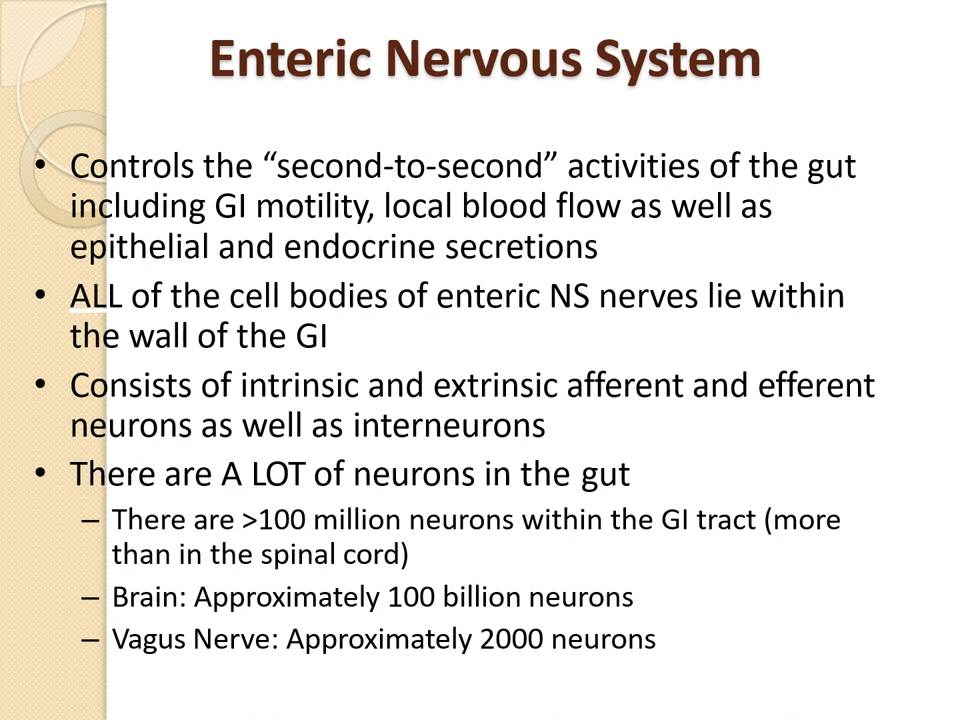 Enteric Nervous System
• Controls the “second-to-second” activities of the gut
including GI motility, local blood flow as well as
epithelial and endocrine secretions
• ALL of the cell bodies of enteric NS nerves lie within
the wall of the GI
• Consists of intrinsic and extrinsic afferent and efferent
neurons as well as interneurons
• There are A LOT of neurons in the gut
– There are >100 million neurons within the GI tract (more
than in the spinal cord)
– Brain: Approximately 100 billion neurons
– Vagus Nerve: Approximately 2000 neurons